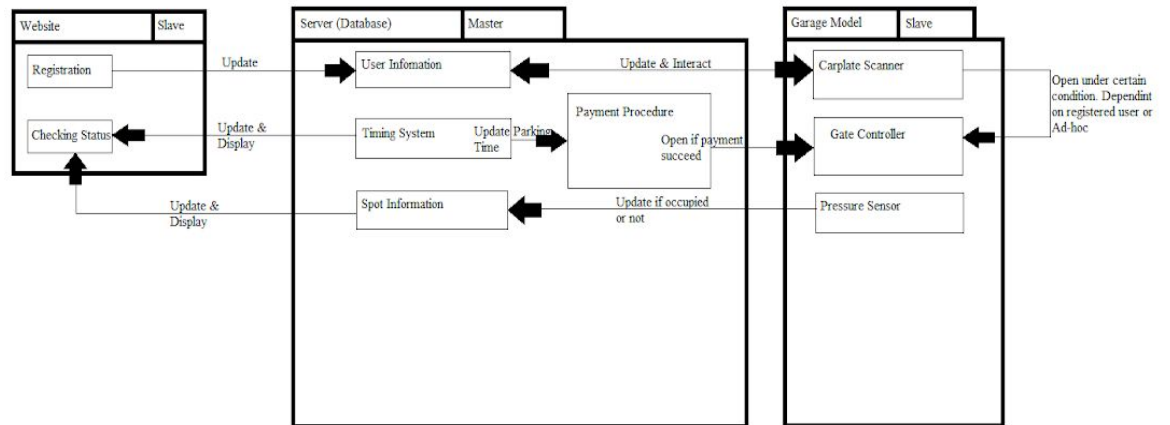 Website
Slave
Server (Database)
Master
Garage Model
Slave
Registration
Update
User Infomation
Update & Interact
Carplate Scanner
Open under certain
condition. Dependint
on registered user or
Ad-hoc
Checking Status
Update &
Display
Timing System
Update Parking
Time
Payment Procedure
Open if payment
succeed
Gate Controller
Update &
Display
Spot Information
Update if occupied
or not
Pressure Sensor